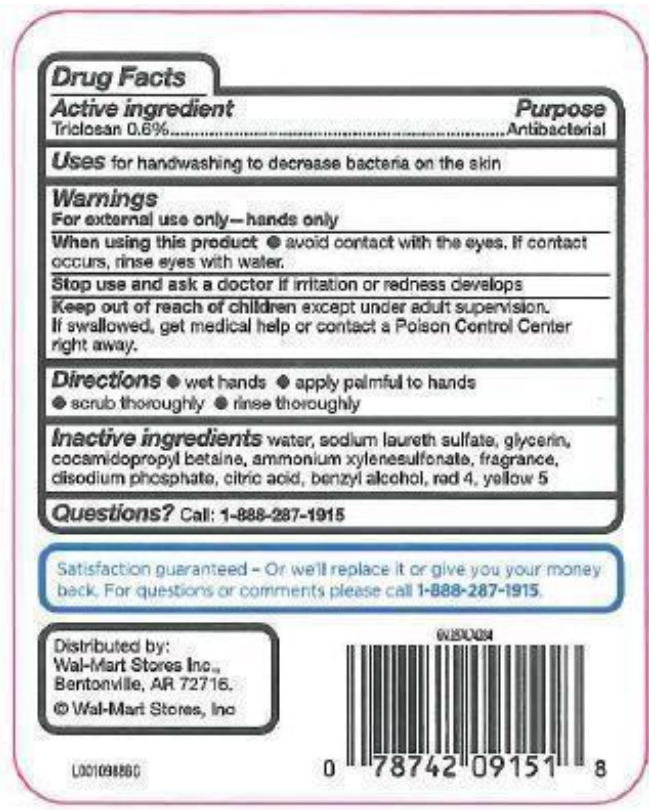 Drug Facts
Active ingredient Purpose
Triclosan 0.6%..........................................................................Antibacterial
Uses for handwashing to decrease bacteria on the skin
Warnings
For external use only—hands only
When using this product ● avoid contact with the eyes. If contact
occurs, rinse eyes with water.
Stop use and ask a doctor if irritation or redness develops
Keep out of reach of children except under adult supervision.
If swallowed, get medical help or contact a Poison Control Center
right away.
Directions ● wet hands ● apply palmful to hands
● scrub thoroughly ● rinse thoroughly
Inactive ingredients water, sodium laureth sulfate, glycerin,
cocamidopropyl betaine, ammonium xylenesulfonate, fragrance,
disodium phosphate, citric acid, benzyl alcohol, red 4, yellow 5
Questions? Call: 1-888-287-1915
Satisfaction guaranteed – Or we'll replace it or give you your money
back. For questions or comments please call 1-888-287-1915.
Distributed by:
Wal-Mart Stores Inc.,
Bentonville, AR 72716.
© Wal-Mart Stores, Inc
0 78742 09151 8